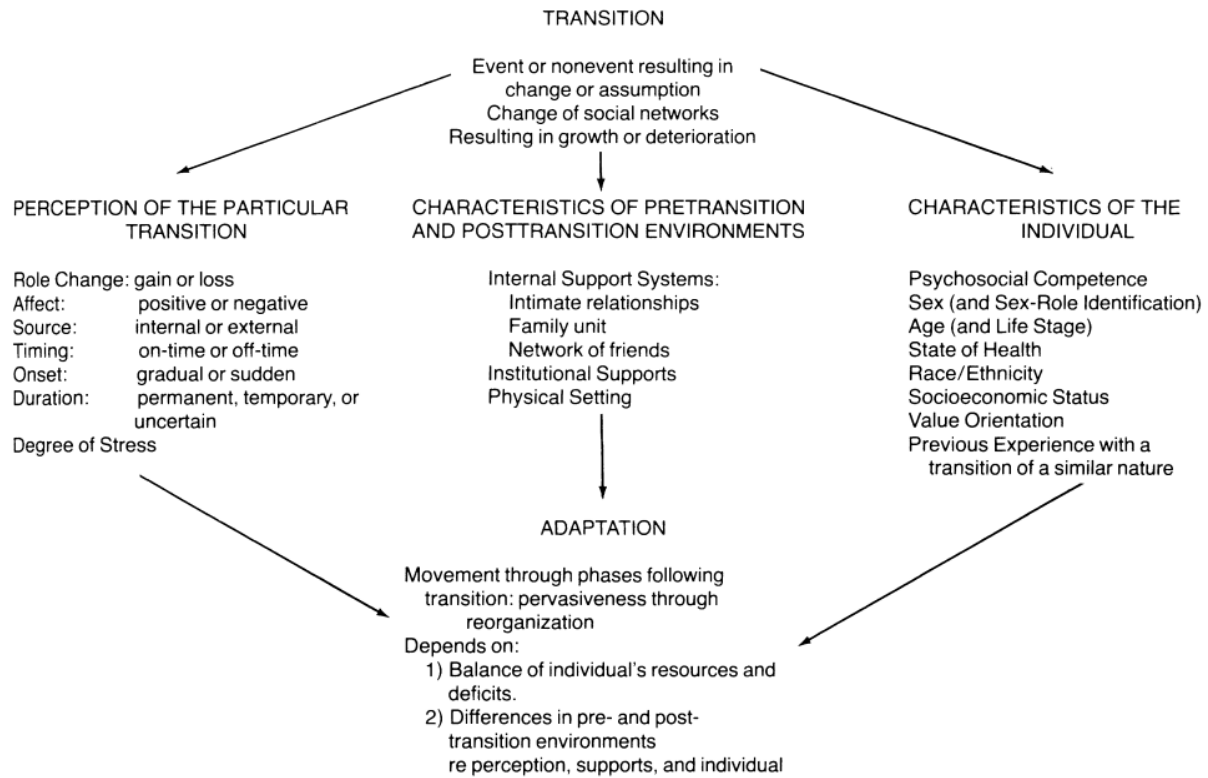 TRANSITION
Event or nonevent resulting in
change or assumption
Change of social networks
Resulting in growth or deterioration
PERCEPTION OF THE PARTICULAR
TRANSITION
Role Change: gain or loss
Affect: positive or negative
Source: internal or external
Timing: on-time or off-time
Onset: gradual or sudden
Duration: permanent, temporary, or
uncertain
Degree of Stress
CHARACTERISTICS OF PRETRANSITION
AND POSTTRANSITION ENVIRONMENTS
Internal Support Systems:
Intimate relationships
Family unit
Network of friends
Institutional Supports
Physical Setting
CHARACTERISTICS OF THE
INDIVIDUAL
Psychosocial Competence
Sex (and Sex-Role Identification)
Age (and Life Stage)
State of Health
Race/Ethnicity
Socioeconomic Status
Value Orientation
Previous Experience with a
transition of a similar nature
ADAPTATION
Movement through phases following
transition: pervasiveness through
reorganization
Depends on:
1) Balance of individual's resources and
deficits.
2) Differences in pre- and post-
transition environments
re perception, supports, and individual